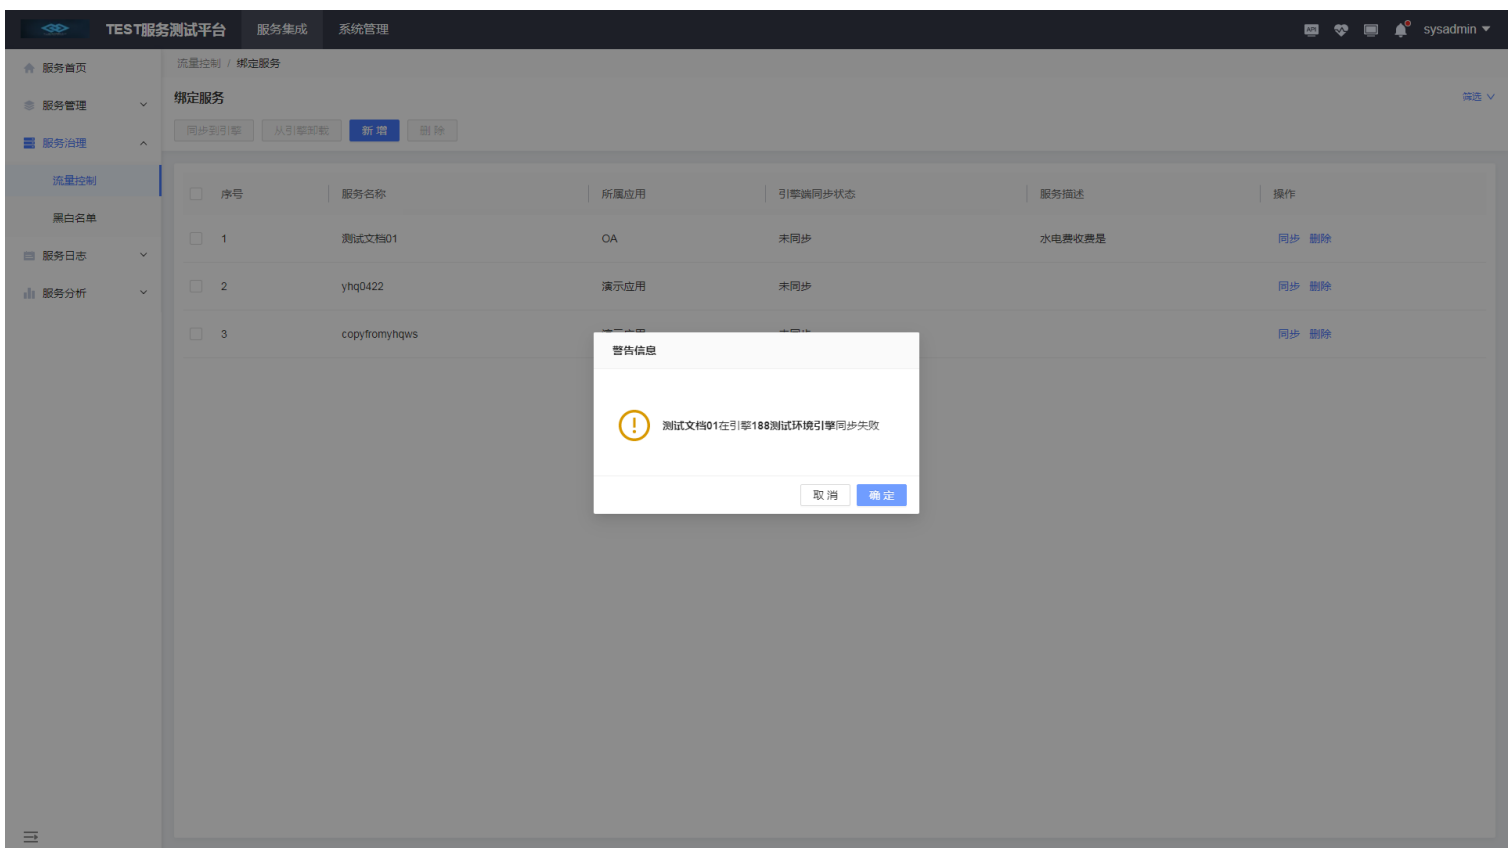 TEST服务测试平台 服务集成 系统管理 API sysadmin
服务首页
服务管理
服务治理
流量控制
黑白名单
服务日志
服务分析
流量控制 / 绑定服务
绑定服务 筛选
同步到引擎 从引擎卸载 新 增 删 除
序号 服务名称 所属应用 引擎端同步状态 服务描述 操作
1 测试文档01 OA 未同步 水电费收费是 同步 删除
2 yhq0422 演示应用 未同步 同步 删除
3 copyfromyhqws 演示应用 未同步 同步 删除
警告信息
测试文档01在引擎188测试环境引擎同步失败
取 消 确 定